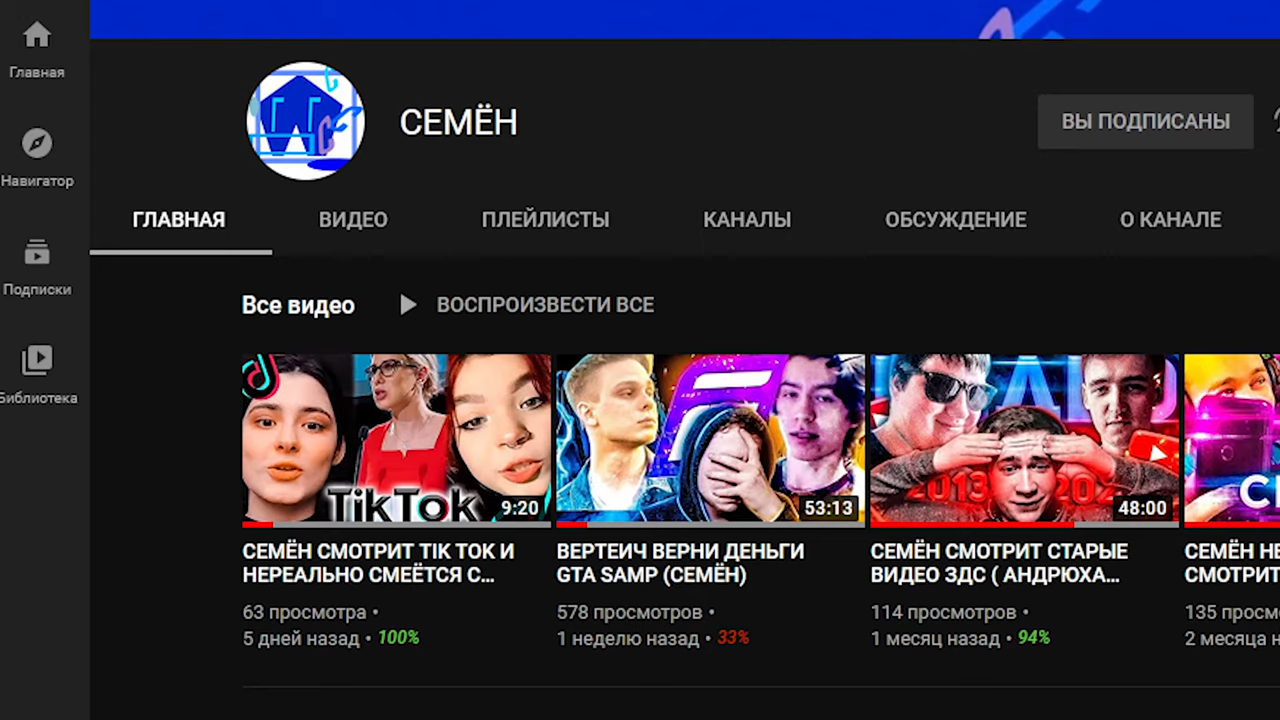 Главная
Навигатор
Подписки
Библиотека
СЕМЁН
ВЫ ПОДПИСАНЫ
ГЛАВНАЯ
ВИДЕО
ПЛЕЙЛИСТЫ
КАНАЛЫ
ОБСУЖДЕНИЕ
О КАНАЛЕ
Все видео
ВОСПРОИЗВЕСТИ ВСЕ
TikTok
9:20
СЕМЁН СМОТРИТ TIK TOK И
НЕРЕАЛЬНО СМЕЁТСЯ С...
63 просмотра •
5 дней назад • 100%
53:13
ВЕРТЕИЧ ВЕРНИ ДЕНЬГИ
GTA SAMP (СЕМЁН)
578 просмотров •
1 неделю назад • 33%
2013
202
48:00
СЕМЁН СМОТРИТ СТАРЫЕ
ВИДЕО ЗДС ( АНДРЮХА...
114 просмотров •
1 месяц назад • 94%
СЕМЁН НЕ
СМОТРИТ
135 просм
2 месяца н